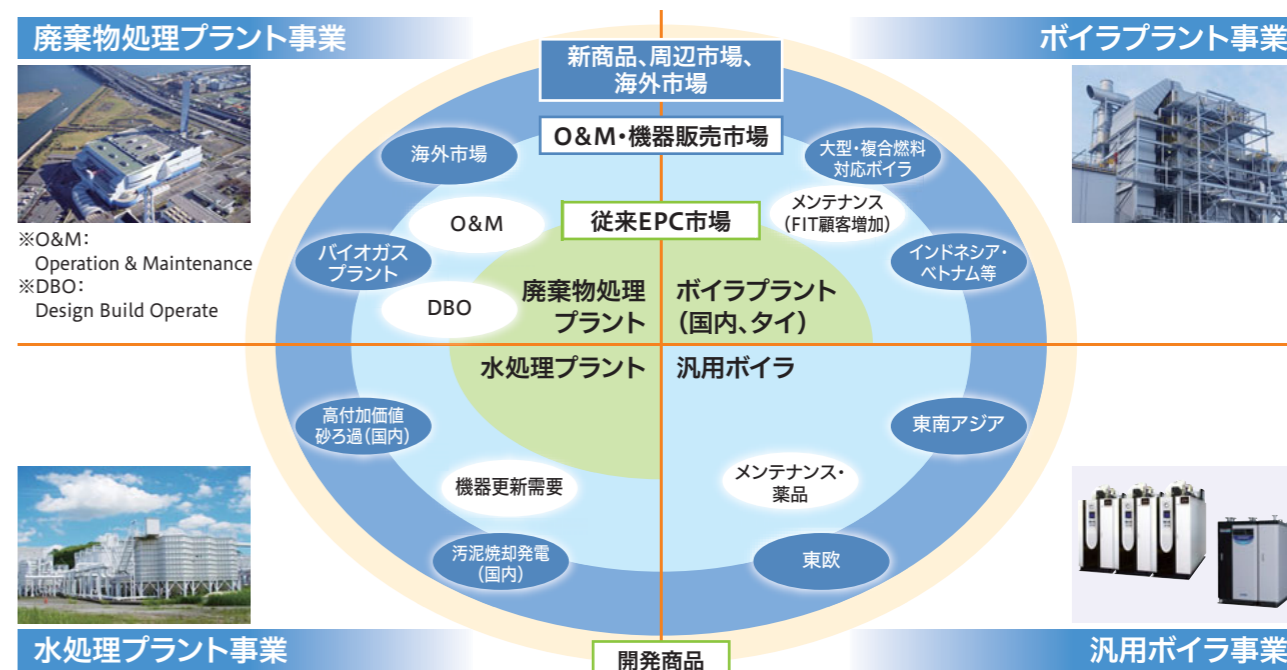 廃棄物処理プラント事業
ボイラプラント事業
新商品、周辺市場、
海外市場
O&M・機器販売市場
従来EPC市場
海外市場
O&M
バイオガス
プラント
DBO
大型・複合燃料
対応ボイラ
メンテナンス
(FIT顧客増加)
インドネシア・
ベトナム等
※O&M:
Operation & Maintenance
※DBO:
Design Build Operate
廃棄物処理
プラント
ボイラプラント
(国内、タイ)
水処理プラント
汎用ボイラ
高付加価値
砂ろ過(国内)
機器更新需要
汚泥焼却発電
(国内)
東南アジア
メンテナンス・
薬品
東欧
水処理プラント事業
開発商品
汎用ボイラ事業